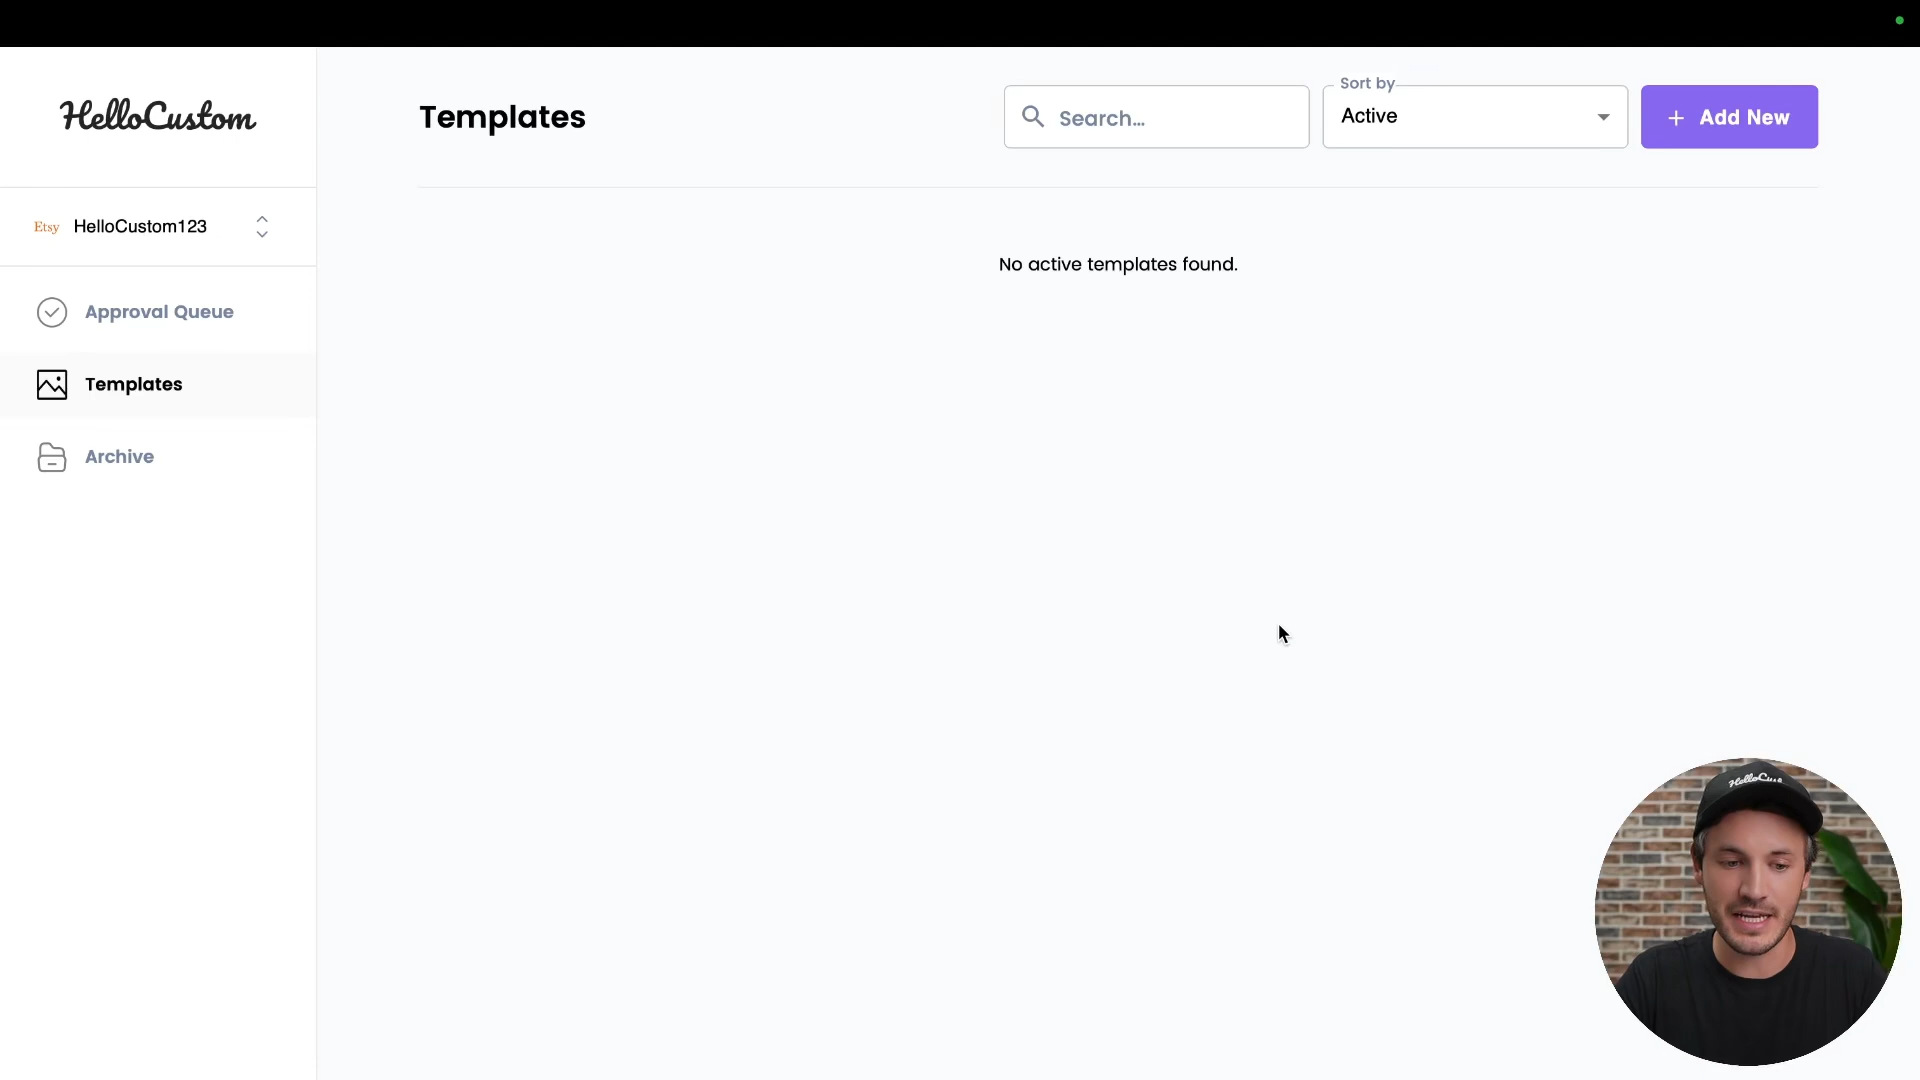 HelloCustom
Templates
Search...
Sort by
Active
+ Add New
Etsy HelloCustom123
No active templates found.
Approval Queue
Templates
Archive